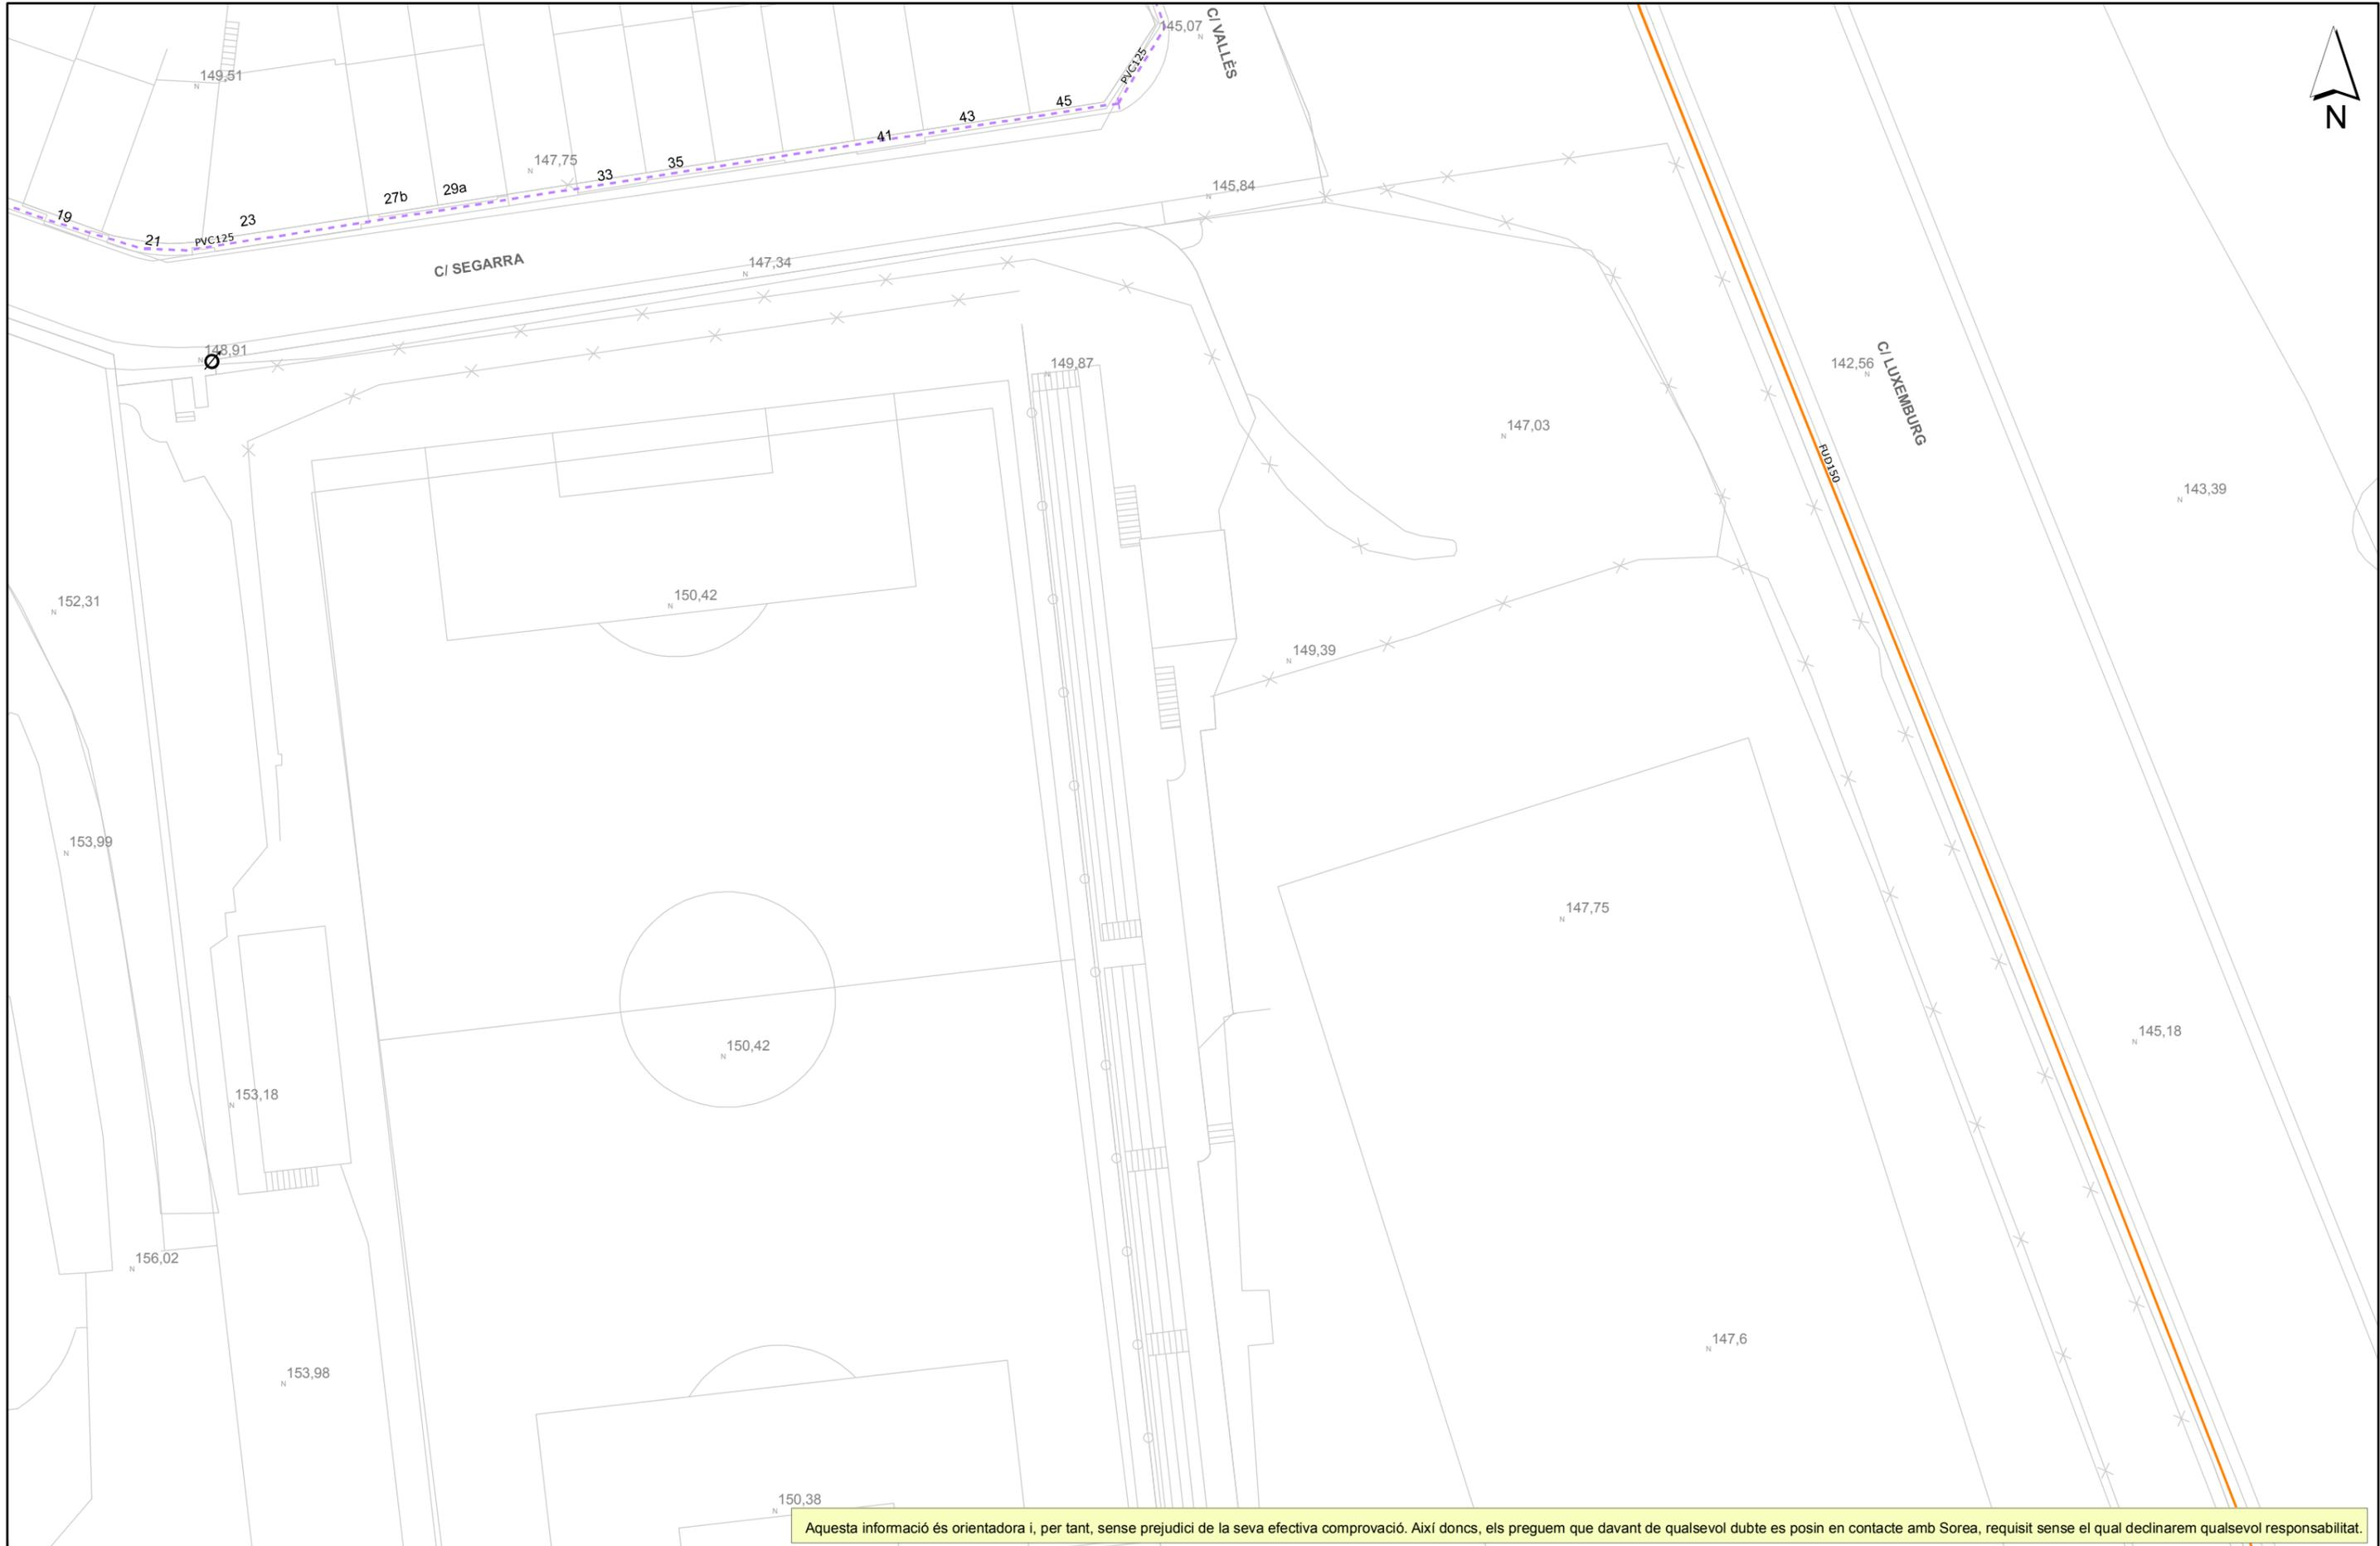 145,07
C/ VALLÈS
N
149,51
N
PVC125
N
45
43
41
147,75
N
35
33
29a
27b
145,84
N
19
23
21
PVC125
C/ SEGARRA
147,34
N
148,91
N
Ø
149,87
N
142,56
N
C/ LUXEMBURG
147,03
N
FUD150
143,39
N
152,31
N
150,42
N
149,39
N
153,99
N
147,75
N
150,42
N
145,18
N
153,18
N
156,02
N
147,6
N
153,98
N
150,38
N
Aquesta informació és orientadora i, per tant, sense prejudici de la seva efectiva comprovació. Així doncs, els preguem que davant de qualsevol dubte es posin en contacte amb Sorea, requisit sense el qual declinarem qualsevol responsabilitat.